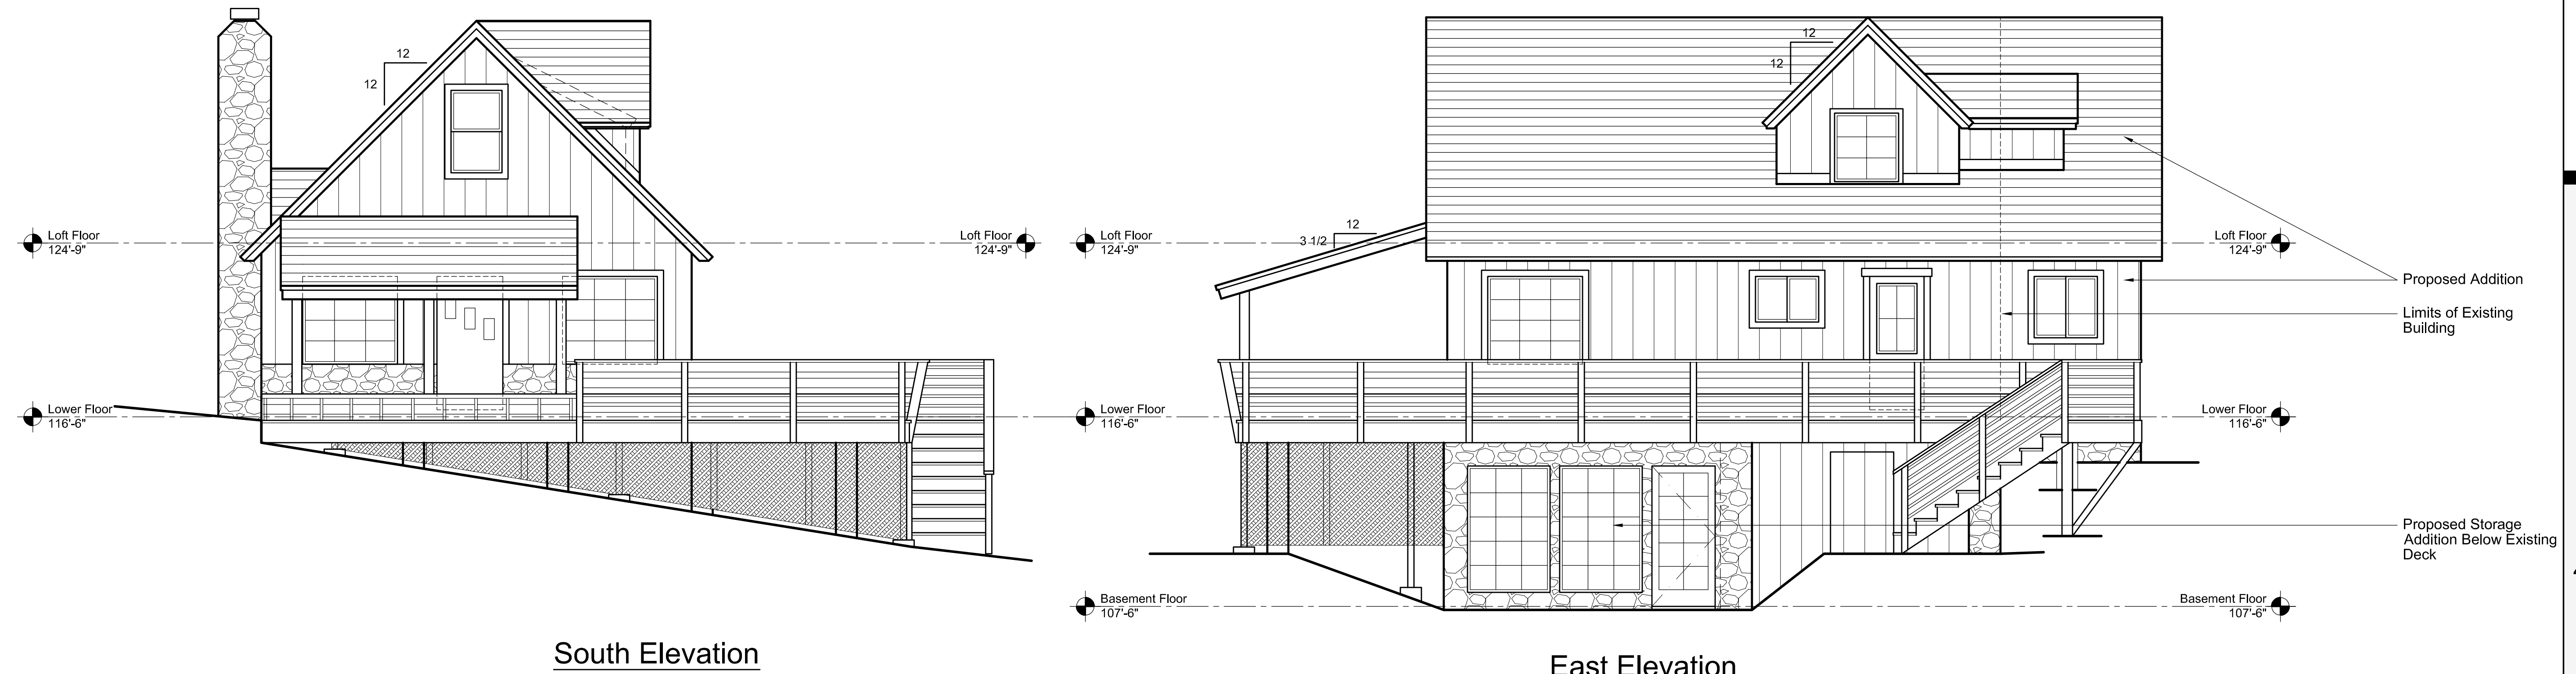 12
12
Loft Floor
124'-9"
Loft Floor
124'-9"
Lower Floor
116'-6"
South Elevation
12
12
12
3 1/2
Loft Floor
124'-9"
Loft Floor
124'-9"
Proposed Addition
Limits of Existing
Building
Lower Floor
116'-6"
Lower Floor
116'-6"
Proposed Storage
Addition Below Existing
Deck
Basement Floor
107'-6"
Basement Floor
107'-6"
East Elevation